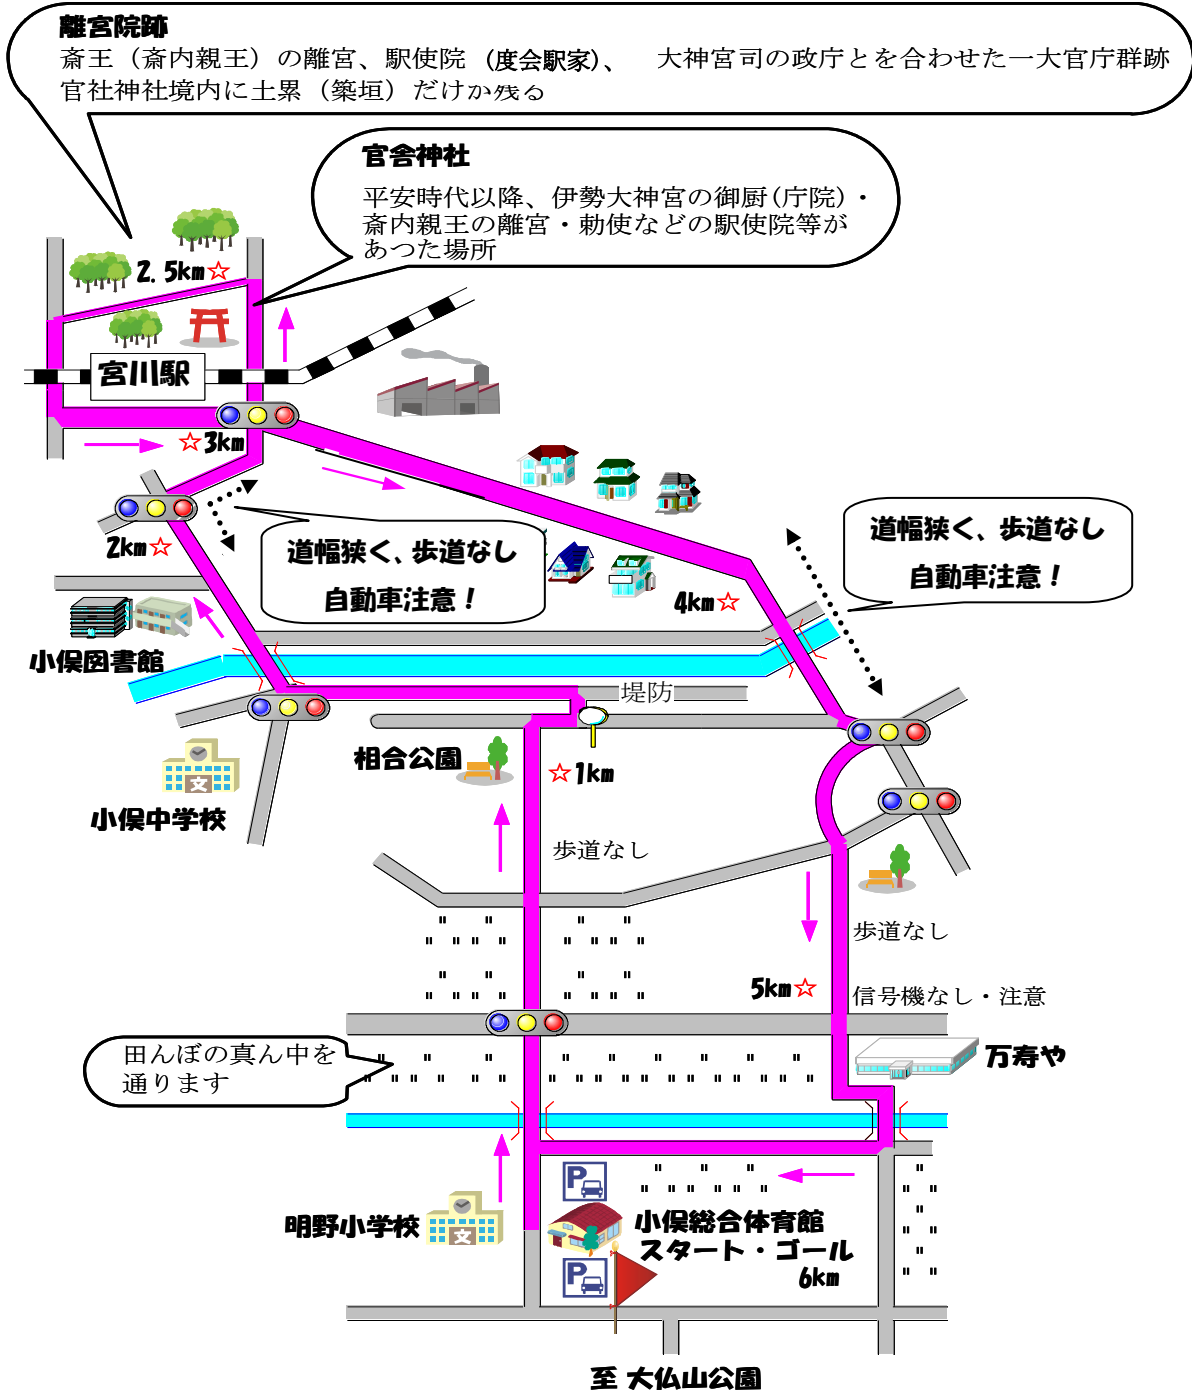 離宮院跡
斎王（斎内親王）の離宮、駅使院（度会駅家）、　大神宮司の政庁とを合わせた一大官庁群跡
官社神社境内に土累（築垣）だけが残る
官舎神社
平安時代以降、伊勢大神宮の御厨(庁院)・
斎内親王の離宮・勅使などの駅使院等が
あつた場所
2.5km☆
宮川駅
☆3km
2km☆
道幅狭く、歩道なし
自動車注意！
道幅狭く、歩道なし
自動車注意！
4km☆
小俣図書館
堤防
相合公園
☆1km
文
小俣中学校
歩道なし
歩道なし
5km☆
信号機なし・注意
田んぼの真ん中を
通ります
万寿や
P
明野小学校
文
小俣総合体育館
スタート・ゴール
6km
P
至 大仏山公園